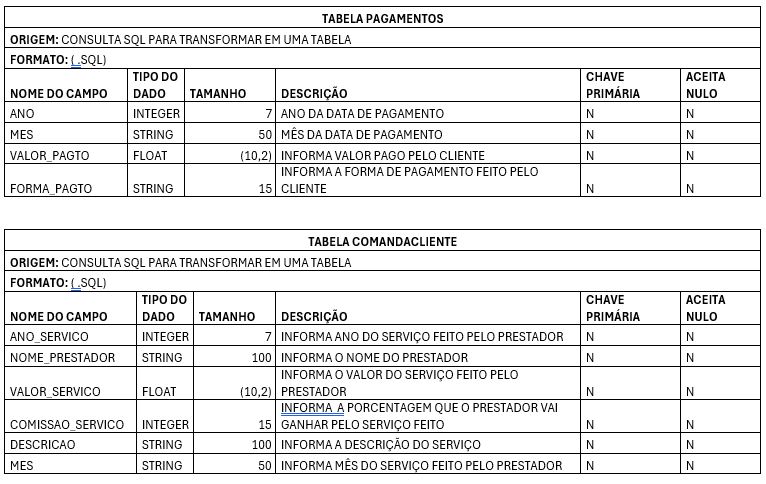 TABELA PAGAMENTOS
ORIGEM: CONSULTA SQL PARA TRANSFORMAR EM UMA TABELA
FORMATO: ( .SQL)
NOME DO CAMPO TIPO DO DADO TAMANHO DESCRIÇÃO CHAVE PRIMÁRIA ACEITA NULO
ANO INTEGER 7 ANO DA DATA DE PAGAMENTO N N
MES STRING 50 MÊS DA DATA DE PAGAMENTO N N
VALOR_PAGTO FLOAT (10,2) INFORMA VALOR PAGO PELO CLIENTE N N
FORMA_PAGTO STRING 15 INFORMA A FORMA DE PAGAMENTO FEITO PELO CLIENTE N N
TABELA COMANDACLIENTE
ORIGEM: CONSULTA SQL PARA TRANSFORMAR EM UMA TABELA
FORMATO: ( .SQL)
NOME DO CAMPO TIPO DO DADO TAMANHO DESCRIÇÃO CHAVE PRIMÁRIA ACEITA NULO
ANO_SERVICO INTEGER 7 INFORMA ANO DO SERVIÇO FEITO PELO PRESTADOR N N
NOME_PRESTADOR STRING 100 INFORMA O NOME DO PRESTADOR N N
VALOR_SERVICO FLOAT (10,2) INFORMA O VALOR DO SERVIÇO FEITO PELO PRESTADOR N N
COMISSAO_SERVICO INTEGER 15 INFORMA A PORCENTAGEM QUE O PRESTADOR VAI GANHAR PELO SERVIÇO FEITO N N
DESCRICAO STRING 100 INFORMA A DESCRIÇÃO DO SERVIÇO N N
MES STRING 50 INFORMA MÊS DO SERVIÇO FEITO PELO PRESTADOR N N